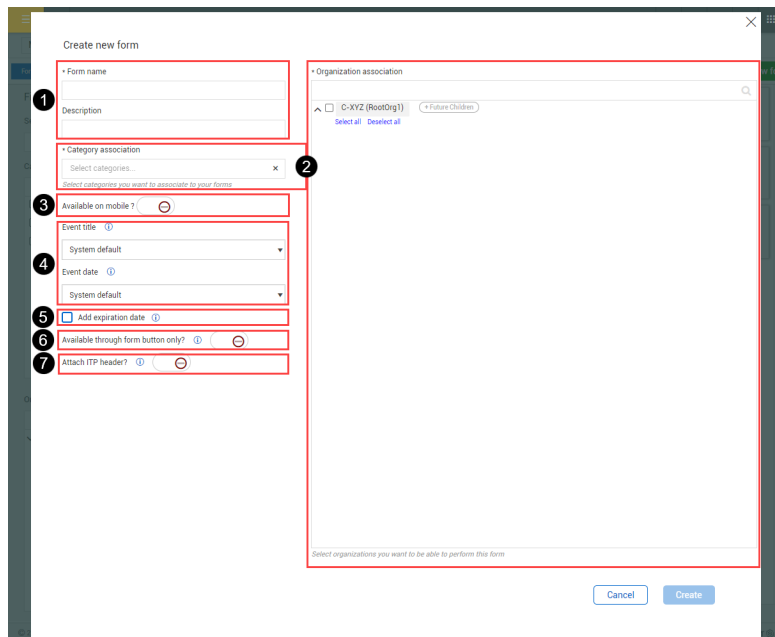 Create new form
* Form name
1
Description
* Category association
Select categories...
×
2
Select categories you want to associate to your forms
3
Available on mobile ?
Event title
System default
4
Event date
System default
5
Add expiration date
6
Available through form button only?
7
Attach ITP header?
* Organization association
C-XYZ (RootOrg1)
+ Future Children
Select all Deselect all
Select organizations you want to be able to perform this form
Cancel
Create